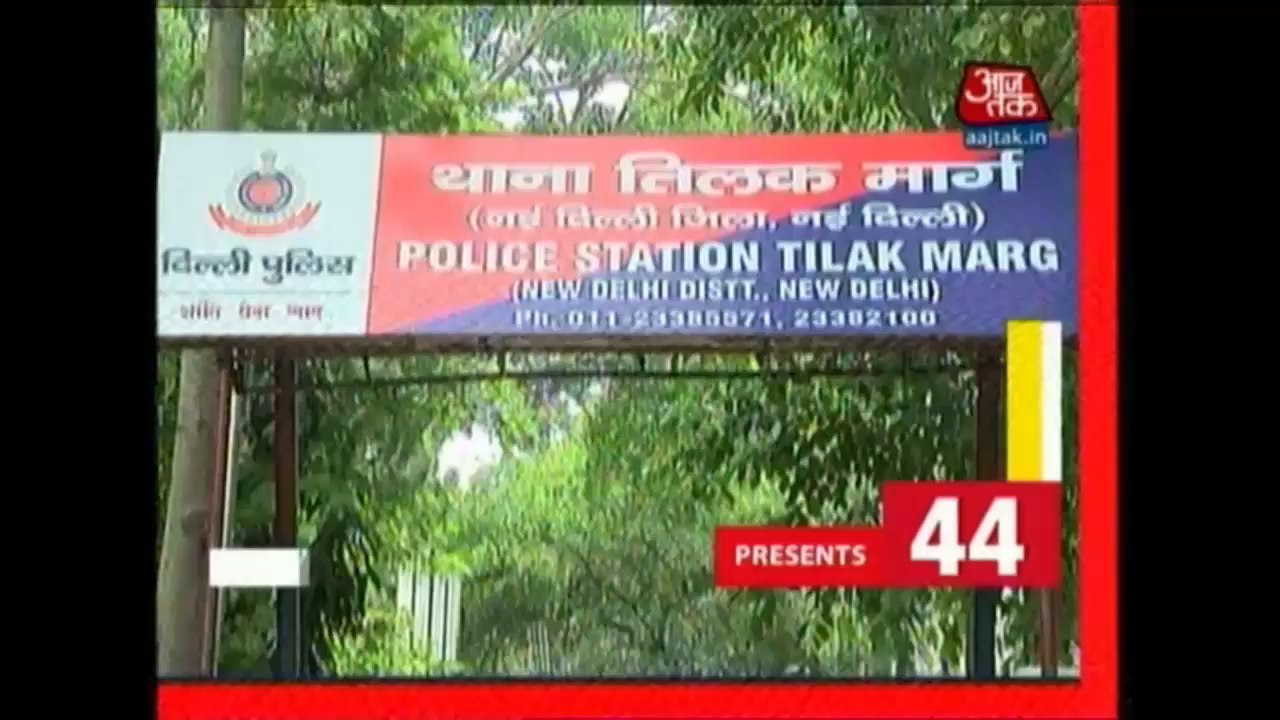 आज
तक
aajtak.in
थाना तिलक मार्ग
(नई दिल्ली जिला, नई दिल्ली)
POLICE STATION TILAK MARG
(NEW DELHI DISTT., NEW DELHI)
Ph. 011-23385871, 23382100
दिल्ली पुलिस
शांति सेवा न्याय
PRESENTS
44